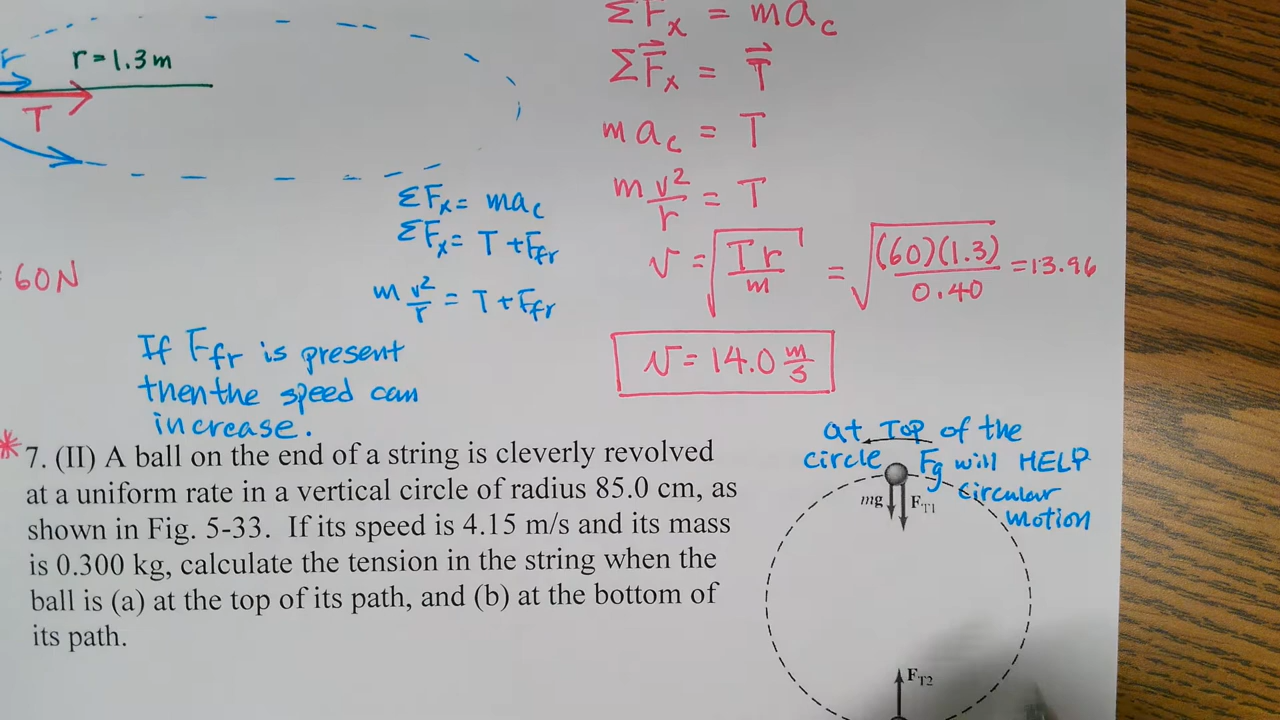 r
r = 1.3 m
T
ΣFx = mac
ΣF⃗x = T⃗
mac = T
m v²/r = T
v = √(Tr/m) = √((60)(1.3)/0.40) = 13.96
v = 14.0 m/s
ΣFx = mac
ΣFx = T + Ffr
m v²/r = T + Ffr
= 60N
If Ffr is present
then the speed can
increase.
* 7. (II) A ball on the end of a string is cleverly revolved
at a uniform rate in a vertical circle of radius 85.0 cm, as
shown in Fig. 5-33. If its speed is 4.15 m/s and its mass
is 0.300 kg, calculate the tension in the string when the
ball is (a) at the top of its path, and (b) at the bottom of
its path.
at TOP of the
circle Fg will HELP
circular
motion
mg
FT1
FT2